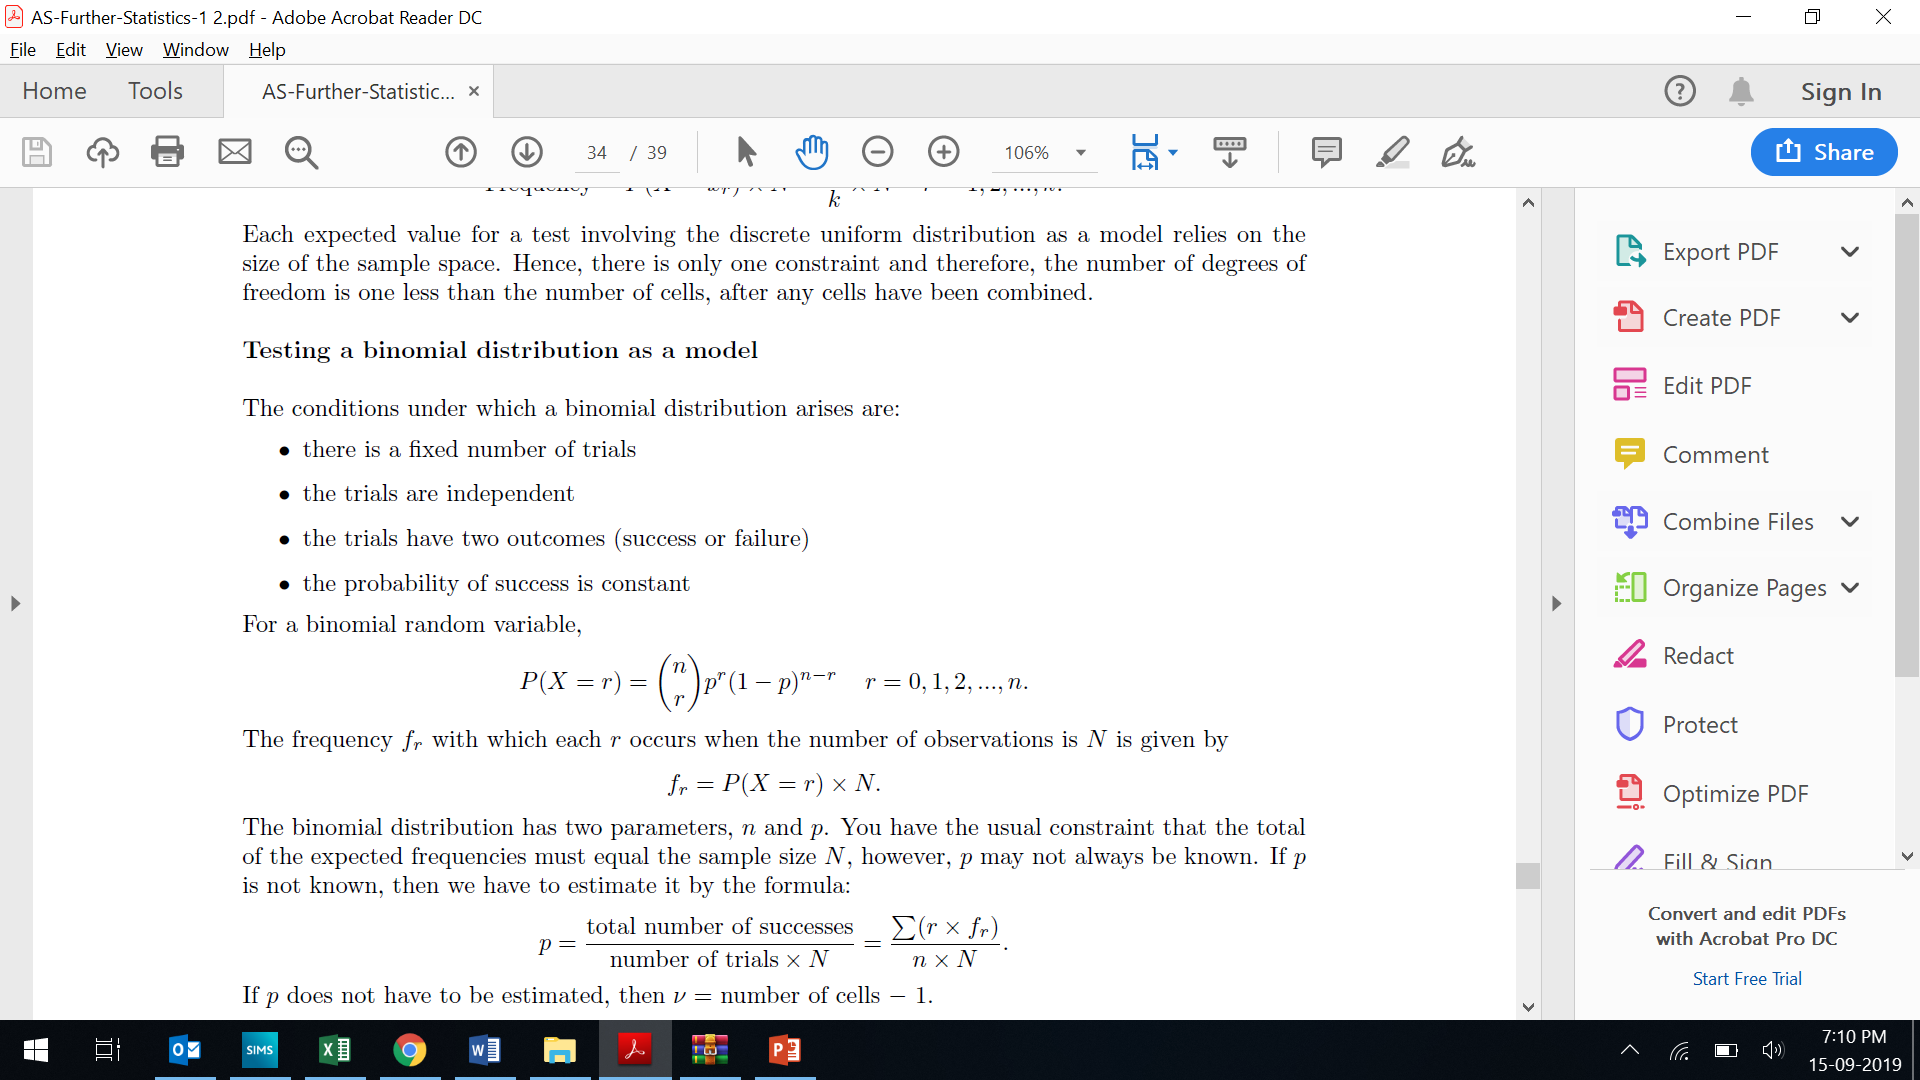 AS-Further-Statistics-1 2.pdf - Adobe Acrobat Reader DC
File Edit View Window Help
Home Tools AS-Further-Statistic... × Sign In
34 / 39 106% Share
k
Each expected value for a test involving the discrete uniform distribution as a model relies on the
size of the sample space. Hence, there is only one constraint and therefore, the number of degrees of
freedom is one less than the number of cells, after any cells have been combined.
Testing a binomial distribution as a model
The conditions under which a binomial distribution arises are:
• there is a fixed number of trials
• the trials are independent
• the trials have two outcomes (success or failure)
• the probability of success is constant
For a binomial random variable,
P(X = r) = (n r) p^r (1 − p)^{n−r} r = 0, 1, 2, ..., n.
The frequency f_r with which each r occurs when the number of observations is N is given by
f_r = P(X = r) × N.
The binomial distribution has two parameters, n and p. You have the usual constraint that the total
of the expected frequencies must equal the sample size N, however, p may not always be known. If p
is not known, then we have to estimate it by the formula:
p = total number of successes / number of trials × N = ∑(r × f_r) / n × N.
If p does not have to be estimated, then ν = number of cells − 1.
Export PDF
Create PDF
Edit PDF
Comment
Combine Files
Organize Pages
Redact
Protect
Optimize PDF
Fill & Sign
Convert and edit PDFs
with Acrobat Pro DC
Start Free Trial
SIMS
7:10 PM
15-09-2019